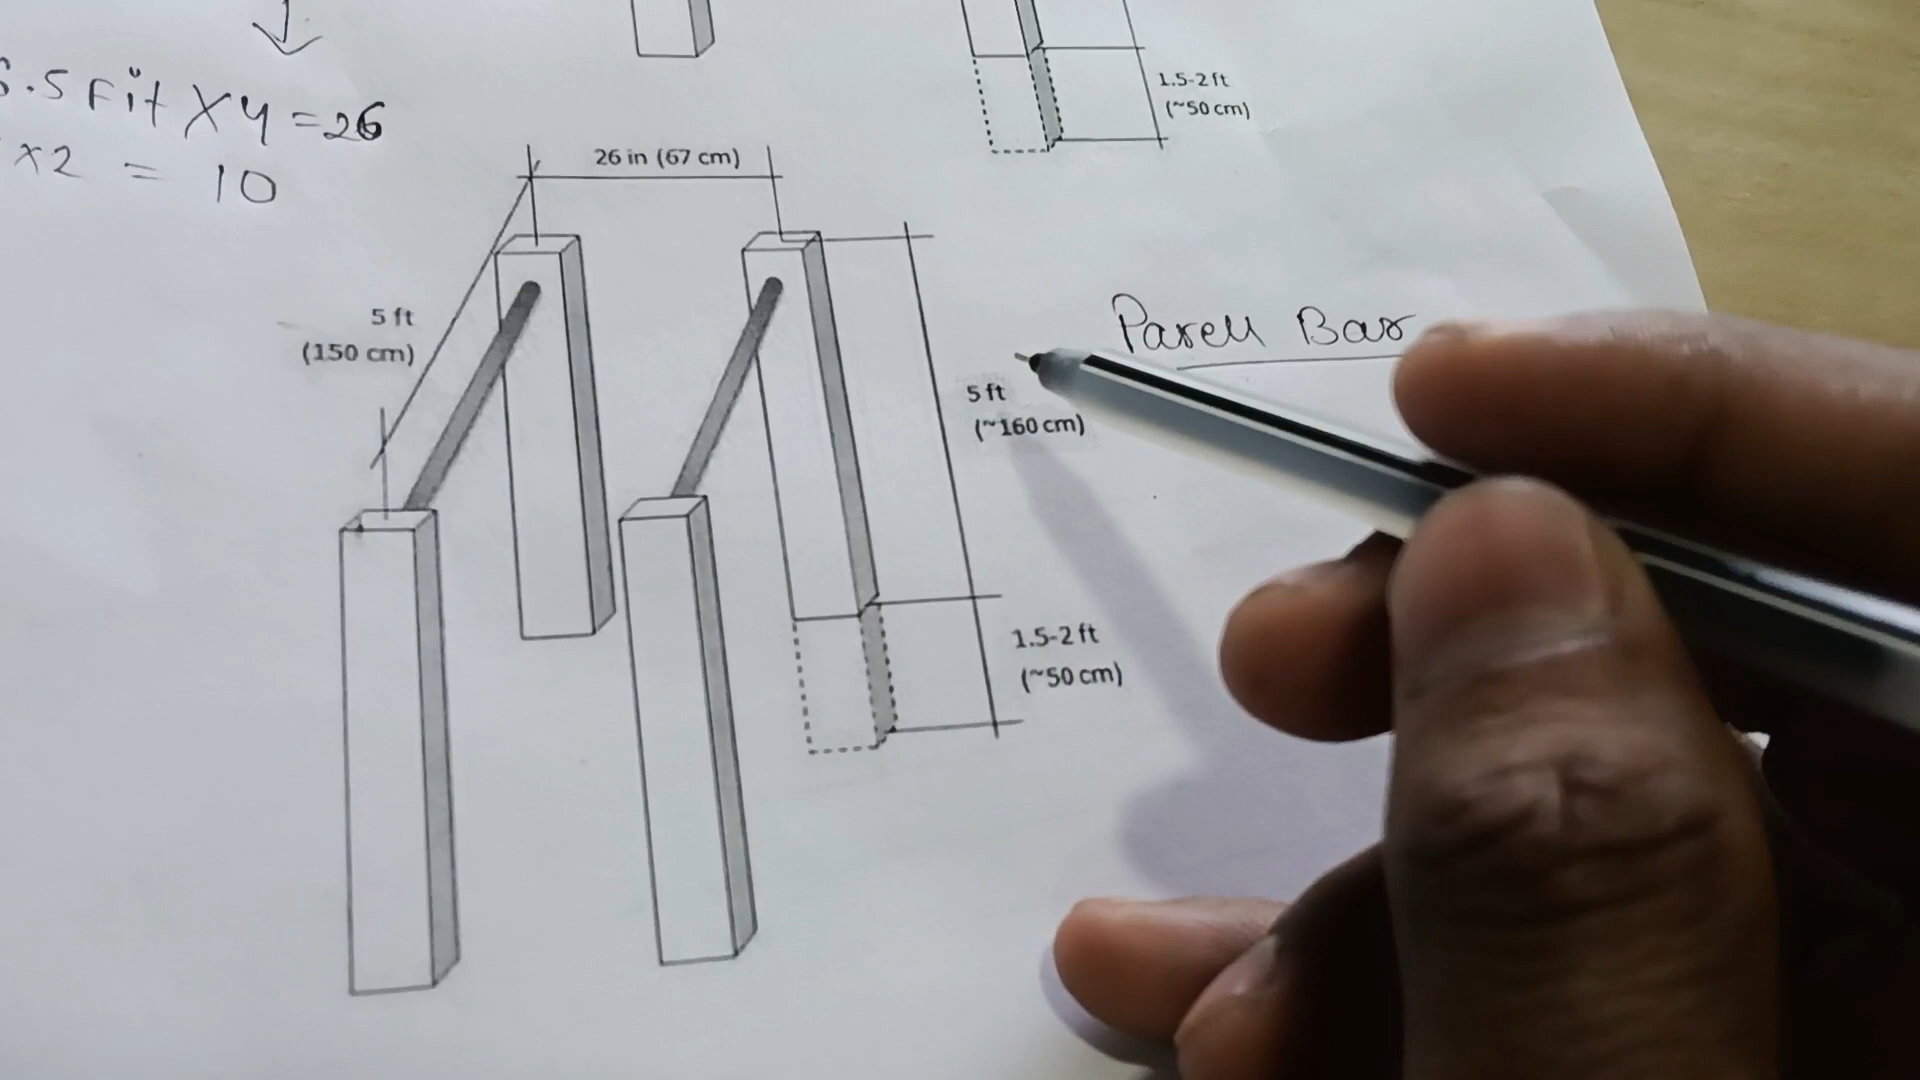 1.5-2 ft
(~50 cm)
.5 Fit X 4 = 26
x2 = 10
26 in (67 cm)
5 ft
(150 cm)
Parell Bar
5 ft
(~160 cm)
1.5-2 ft
(~50 cm)